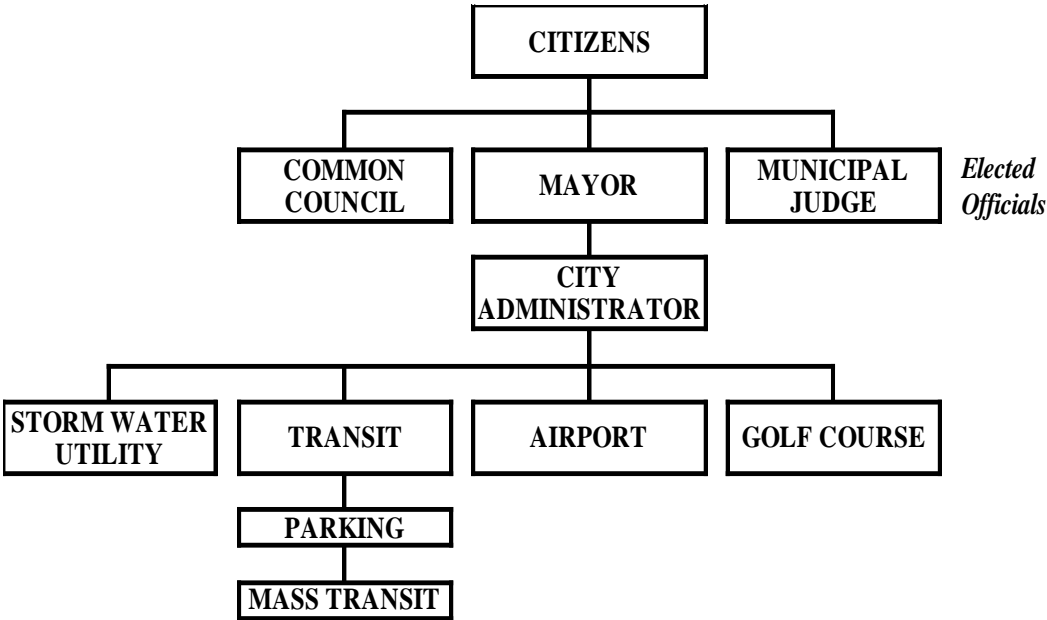 CITIZENS
COMMON
COUNCIL
MAYOR
MUNICIPAL
JUDGE
Elected
Officials
CITY
ADMINISTRATOR
STORM WATER
UTILITY
TRANSIT
AIRPORT
GOLF COURSE
PARKING
MASS TRANSIT